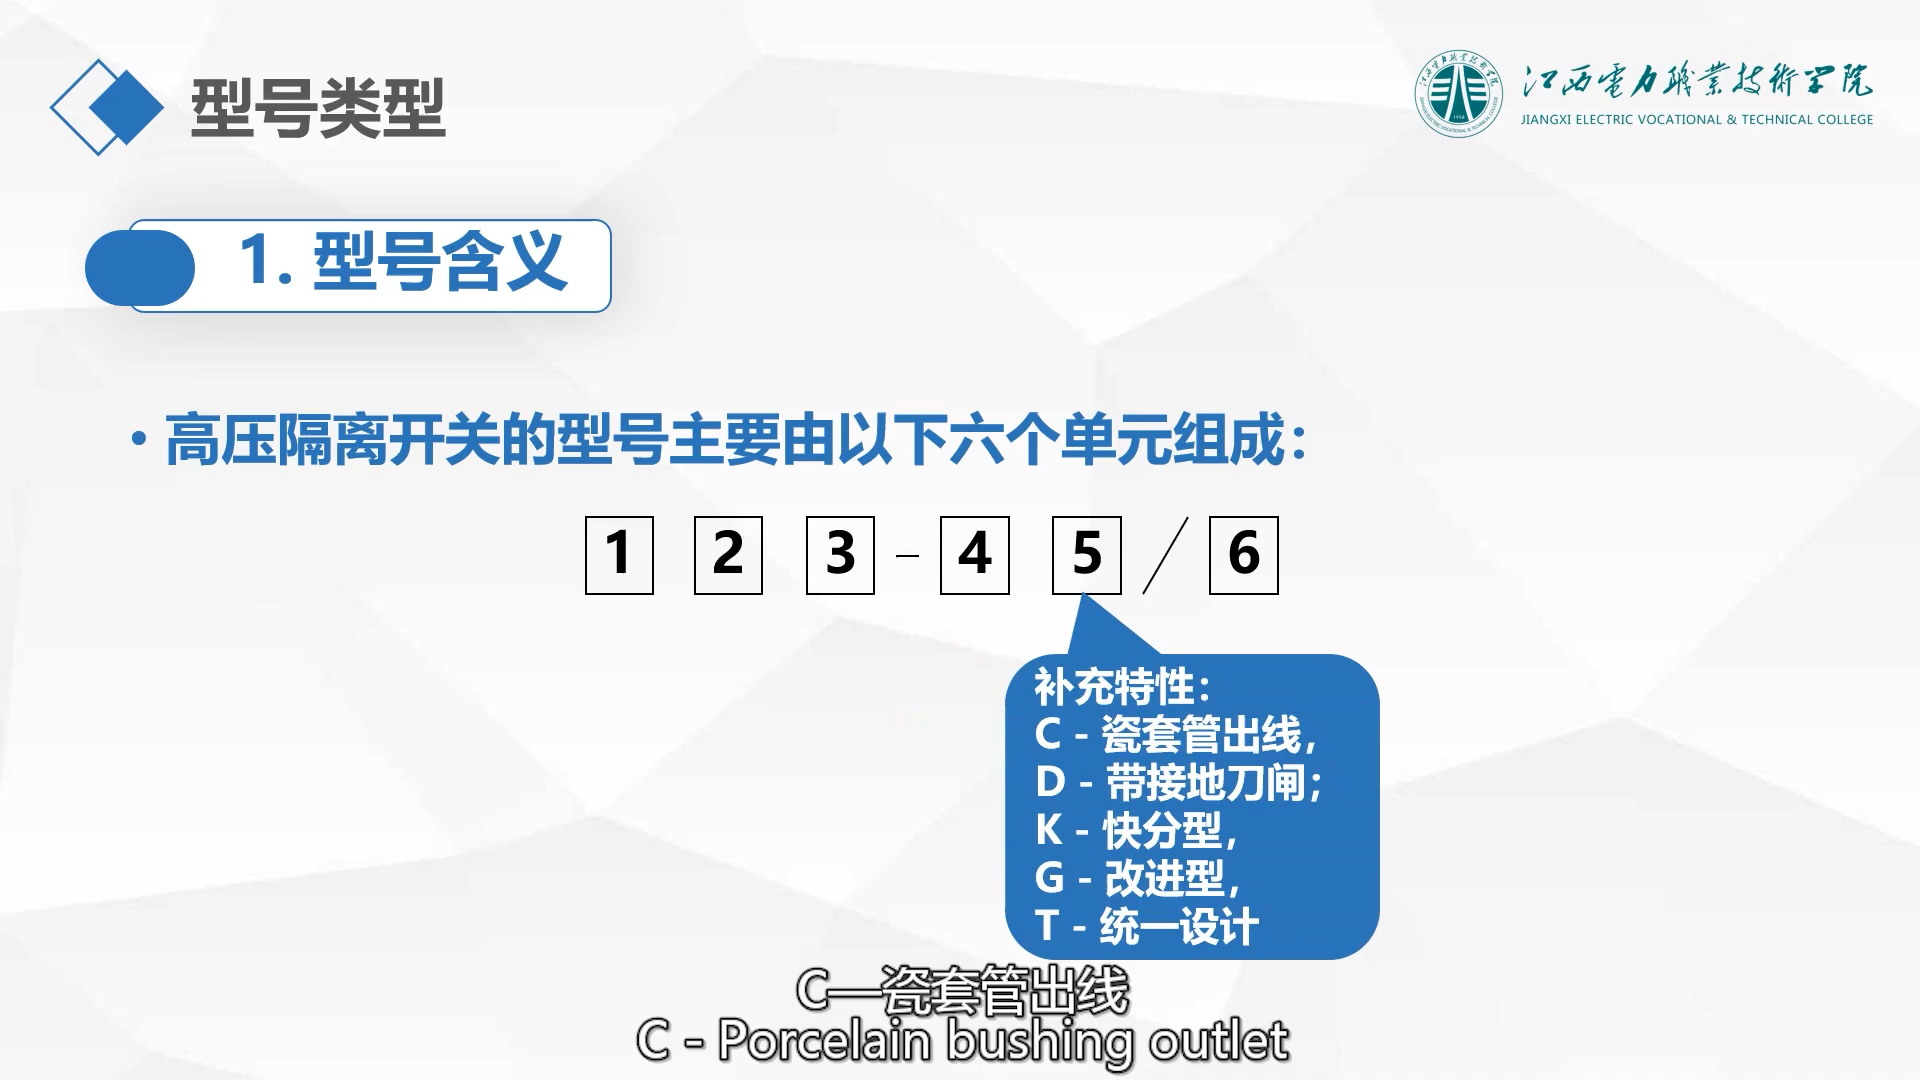 型号类型
江西電力職業技術学院
JIANGXI ELECTRIC VOCATIONAL & TECHNICAL COLLEGE
1. 型号含义
• 高压隔离开关的型号主要由以下六个单元组成：
1 2 3 – 4 5 / 6
补充特性：
C - 瓷套管出线，
D - 带接地刀闸；
K - 快分型，
G - 改进型，
T - 统一设计
C—瓷套管出线
C - Porcelain bushing outlet